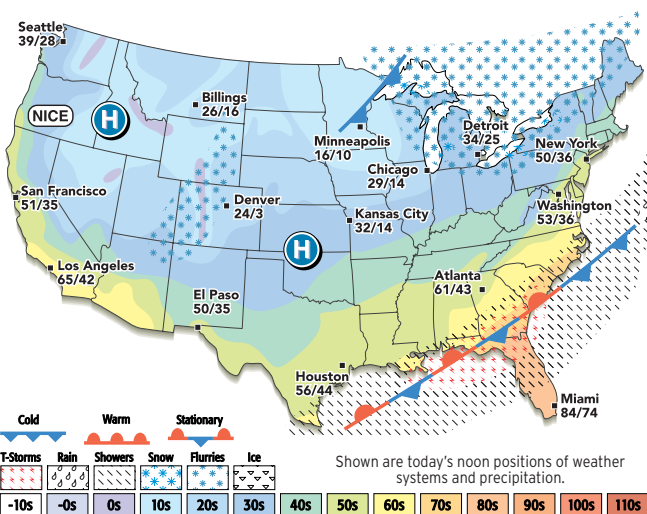 Seattle
39/28
NICE
H
Billings
26/16
Minneapolis
16/10
Detroit
34/25
New York
50/36
Chicago
29/14
San Francisco
51/35
Denver
24/3
Kansas City
32/14
Washington
53/36
H
Los Angeles
65/42
El Paso
50/35
Atlanta
61/43
Houston
56/44
Miami
84/74
Cold
Warm
Stationary
T-Storms Rain Showers Snow Flurries Ice
Shown are today's noon positions of weather
systems and precipitation.
-10s -0s 0s 10s 20s 30s 40s 50s 60s 70s 80s 90s 100s 110s